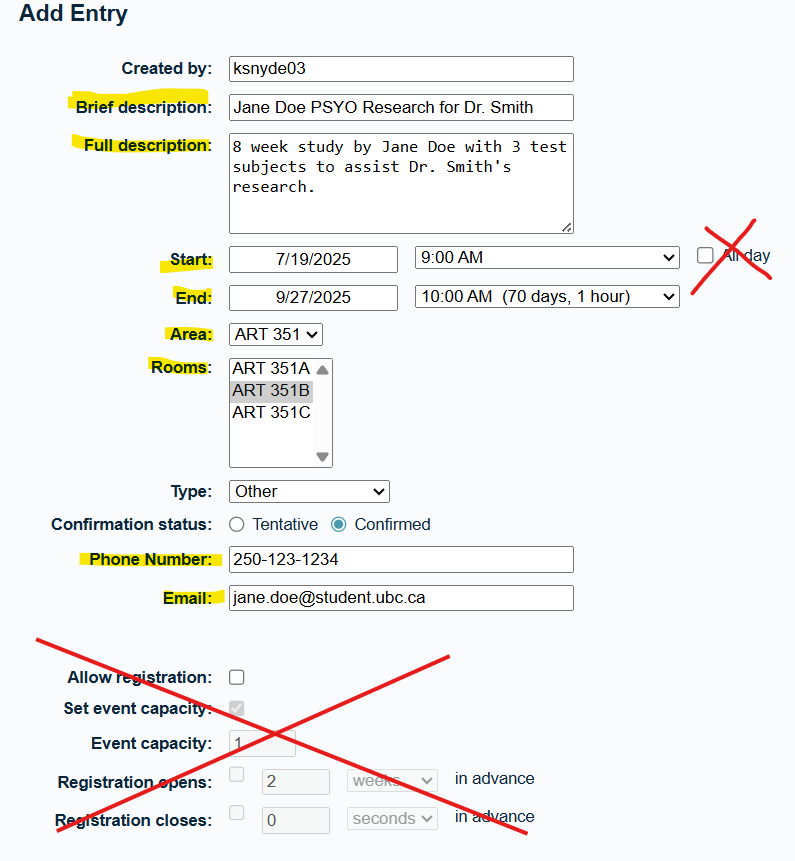 Add Entry
Created by: ksnyde03
Brief description: Jane Doe PSYO Research for Dr. Smith
Full description: 8 week study by Jane Doe with 3 test
subjects to assist Dr. Smith's
research.
Start: 7/19/2025 9:00 AM All day
End: 9/27/2025 10:00 AM (70 days, 1 hour)
Area: ART 351
Rooms: ART 351A
ART 351B
ART 351C
Type: Other
Confirmation status: Tentative Confirmed
Phone Number: 250-123-1234
Email: jane.doe@student.ubc.ca
Allow registration:
Set event capacity:
Event capacity: 1
Registration opens: 2 weeks in advance
Registration closes: 0 seconds in advance